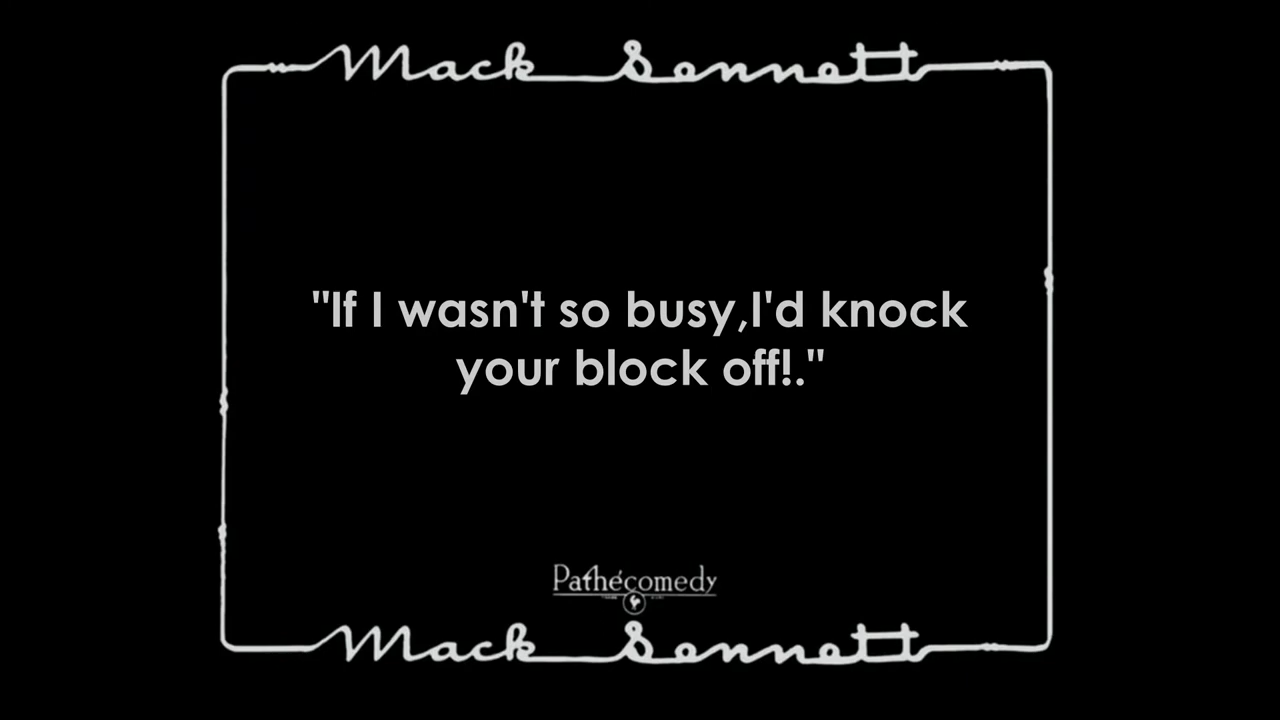 Mack Sennett
"If I wasn't so busy,I'd knock
your block off!."
Pathécomedy
Mack Sennett